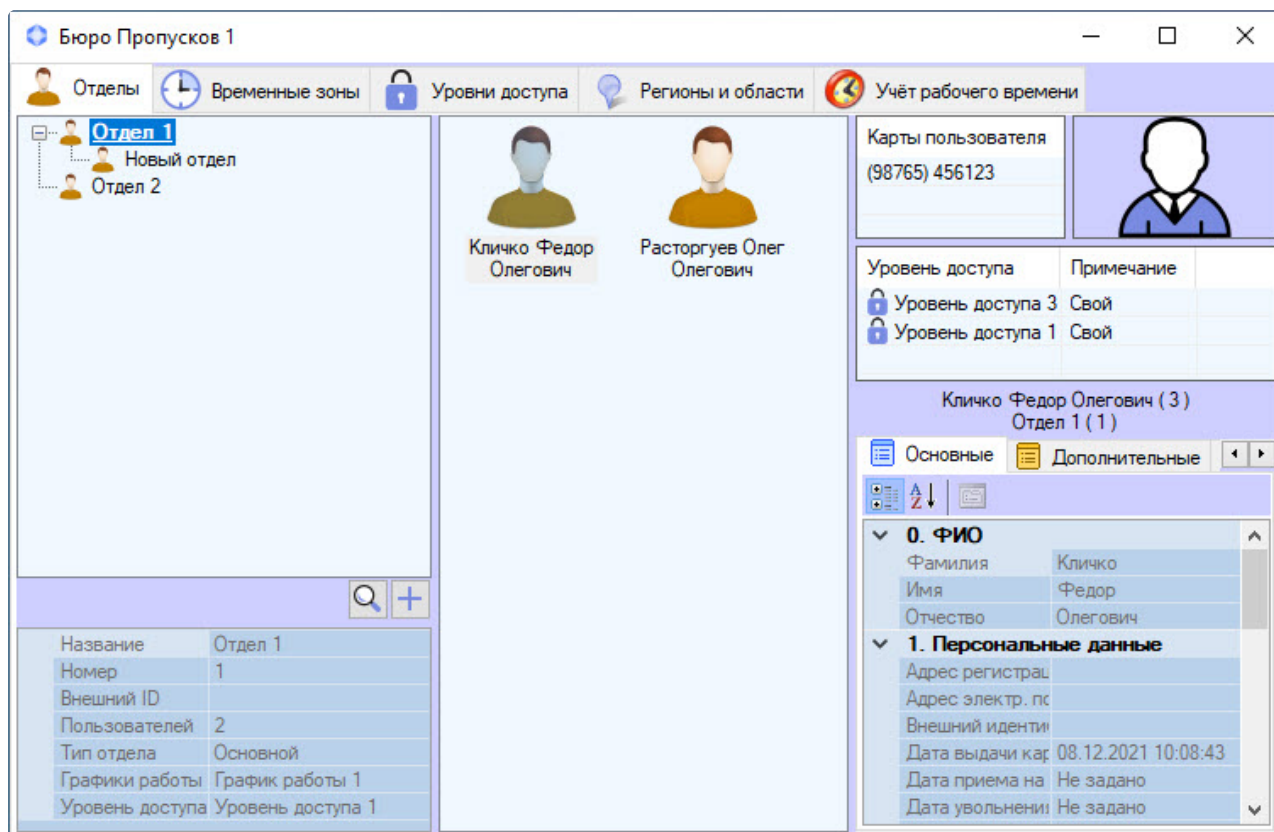 Бюро Пропусков 1
Отделы
Временные зоны
Уровни доступа
Регионы и области
Учёт рабочего времени
Отдел 1
Новый отдел
Отдел 2
Название Отдел 1
Номер 1
Внешний ID
Пользователей 2
Тип отдела Основной
Графики работы График работы 1
Уровень доступа Уровень доступа 1
Кличко Федор
Олегович
Расторгуев Олег
Олегович
Карты пользователя
(98765) 456123
Уровень доступа Примечание
Уровень доступа 3 Свой
Уровень доступа 1 Свой
Кличко Федор Олегович ( 3 )
Отдел 1 ( 1 )
Основные
Дополнительные
0. ФИО
Фамилия Кличко
Имя Федор
Отчество Олегович
1. Персональные данные
Адрес регистрац
Адрес электр. по
Внешний иденти
Дата выдачи кар 08.12.2021 10:08:43
Дата приема на Не задано
Дата увольнени Не задано